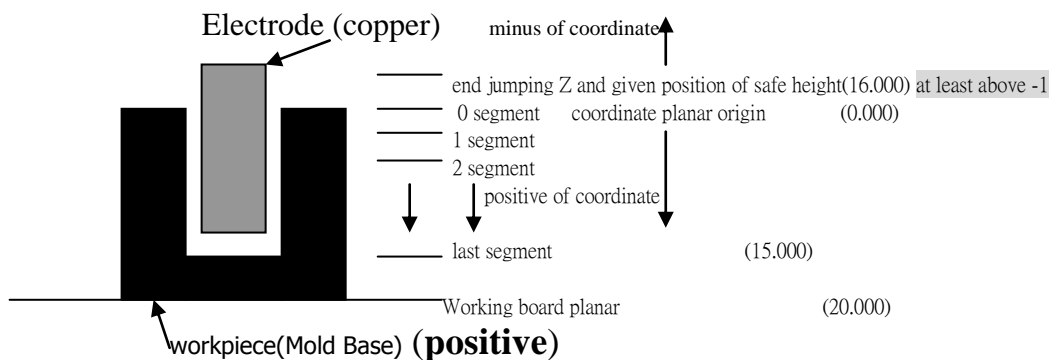 Electrode (copper)
minus of coordinate
end jumping Z and given position of safe height(16.000) at least above -1
0 segment coordinate planar origin (0.000)
1 segment
2 segment
positive of coordinate
last segment (15.000)
Working board planar (20.000)
workpiece(Mold Base) (positive)